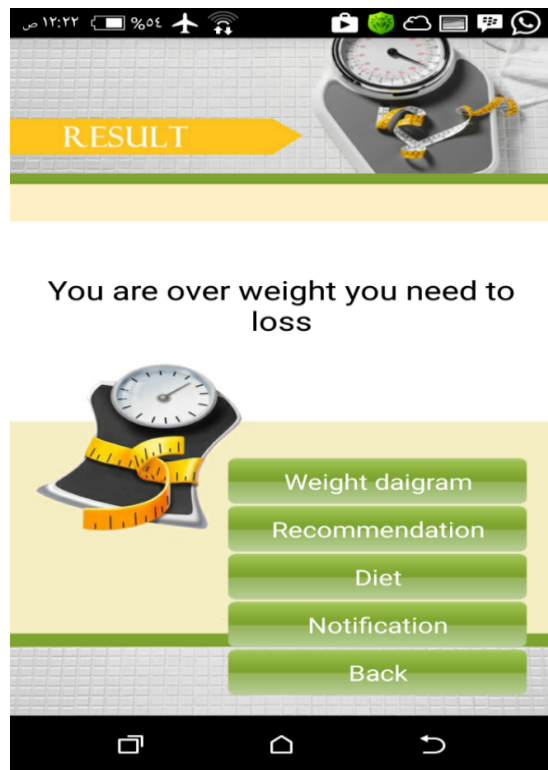 ١٢:٢٢ ص %٥٤
RESULT
You are over weight you need to
loss
Weight daigram
Recommendation
Diet
Notification
Back